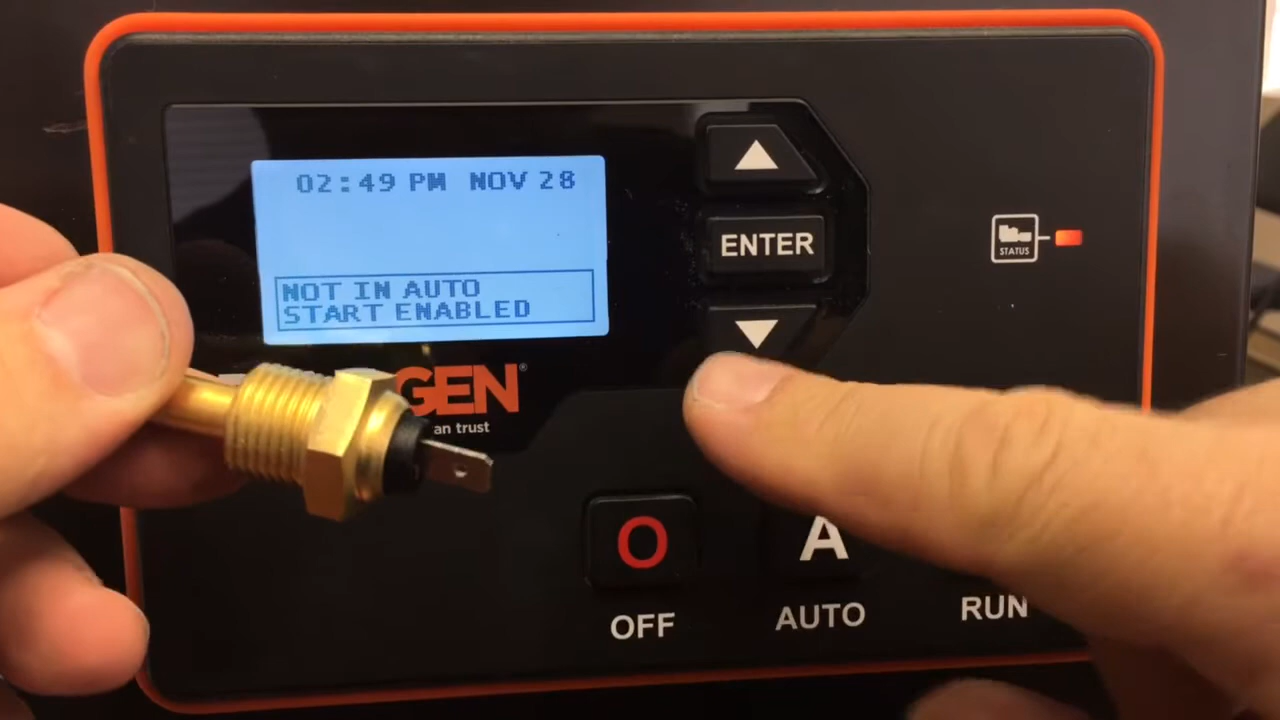 02:49 PM NOV 28
NOT IN AUTO
START ENABLED
ENTER
STATUS
GEN®
an trust
O
A
OFF
AUTO
RUN